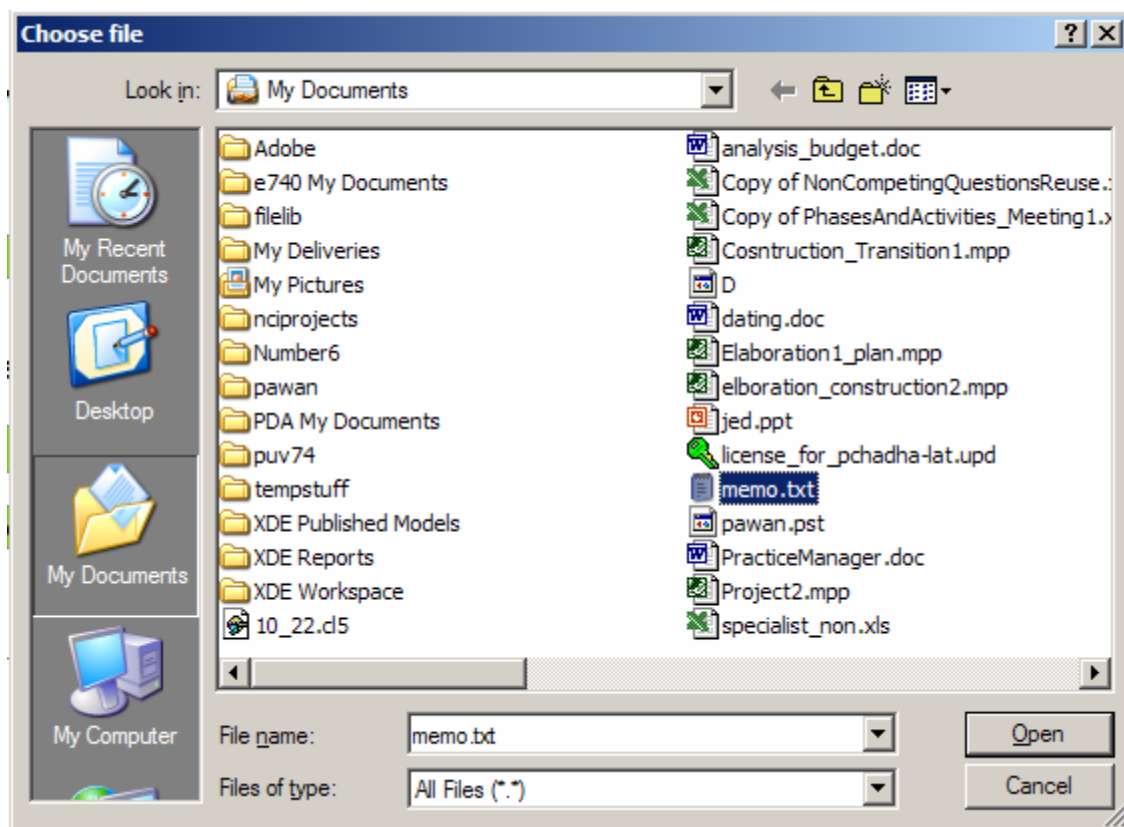 Choose file
Look in:
My Documents
My Recent
Documents
Desktop
My Documents
My Computer
Adobe
e740 My Documents
filelib
My Deliveries
My Pictures
nciprojects
Number6
pawan
PDA My Documents
puv74
tempstuff
XDE Published Models
XDE Reports
XDE Workspace
10_22.cl5
analysis_budget.doc
Copy of NonCompetingQuestionsReuse.
Copy of PhasesAndActivities_Meeting1.x
Cosntruction_Transition1.mpp
D
dating.doc
Elaboration1_plan.mpp
elboration_construction2.mpp
jed.ppt
license_for_pchadha-lat.upd
memo.txt
pawan.pst
PracticeManager.doc
Project2.mpp
specialist_non.xls
File name:
memo.txt
Open
Files of type:
All Files (*.*)
Cancel